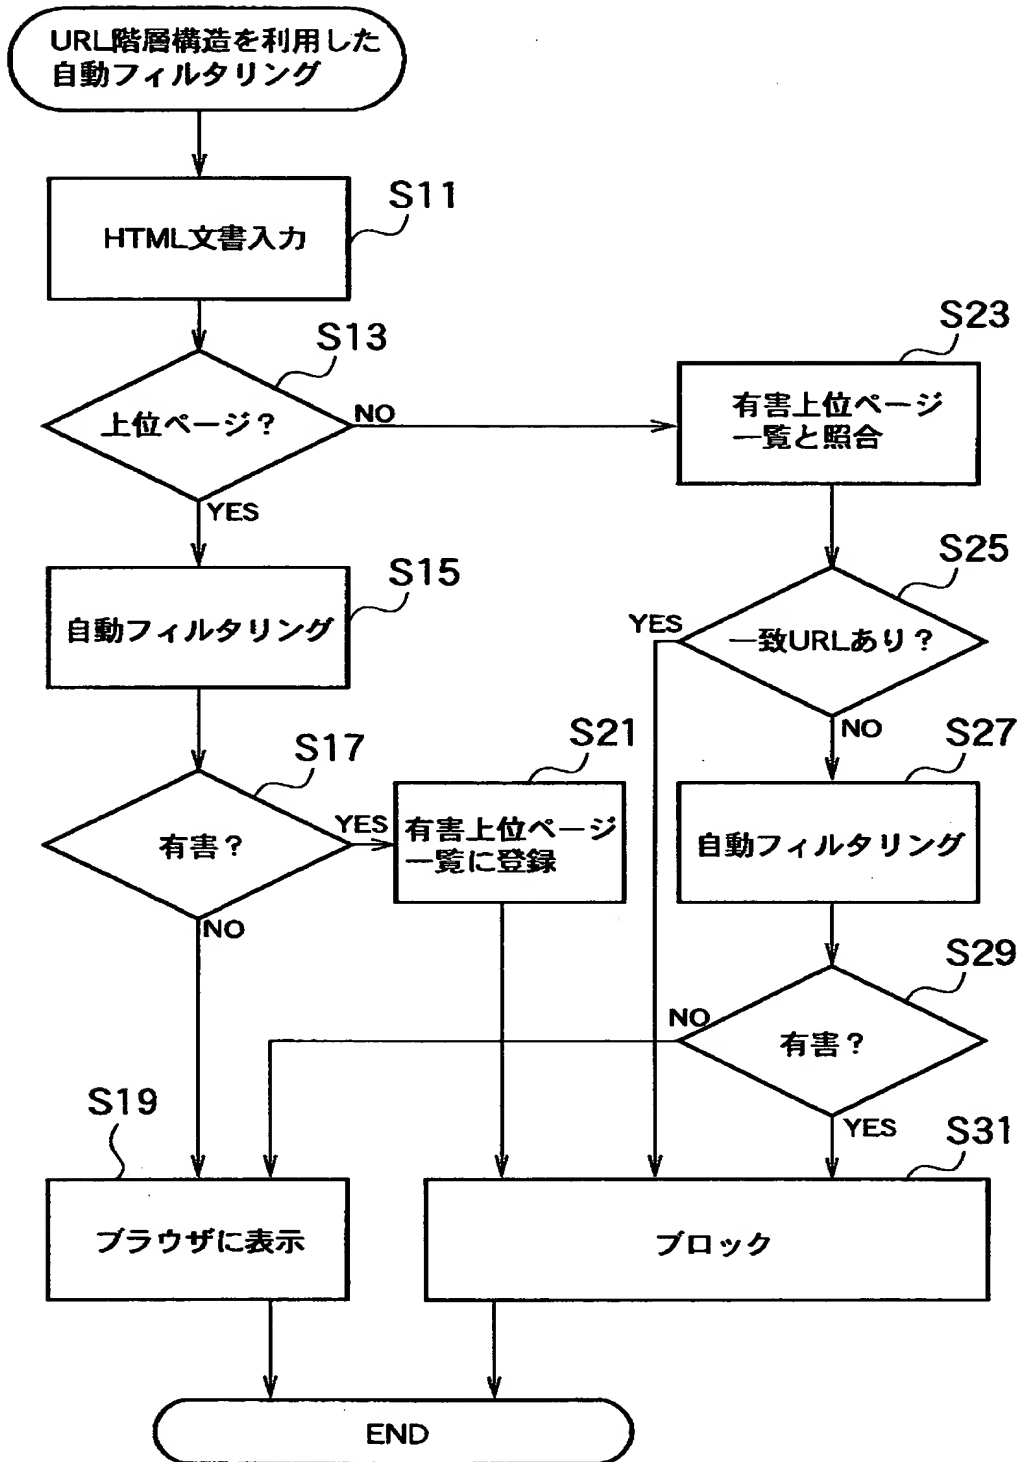 URL階層構造を利用した
自動フィルタリング
S11
HTML文書入力
S13
上位ページ？
NO
YES
S23
有害上位ページ
一覧と照合
S15
自動フィルタリング
S25
一致URLあり？
YES
NO
S17
有害？
YES
NO
S21
有害上位ページ
一覧に登録
S27
自動フィルタリング
S29
有害？
NO
YES
S19
ブラウザに表示
S31
ブロック
END